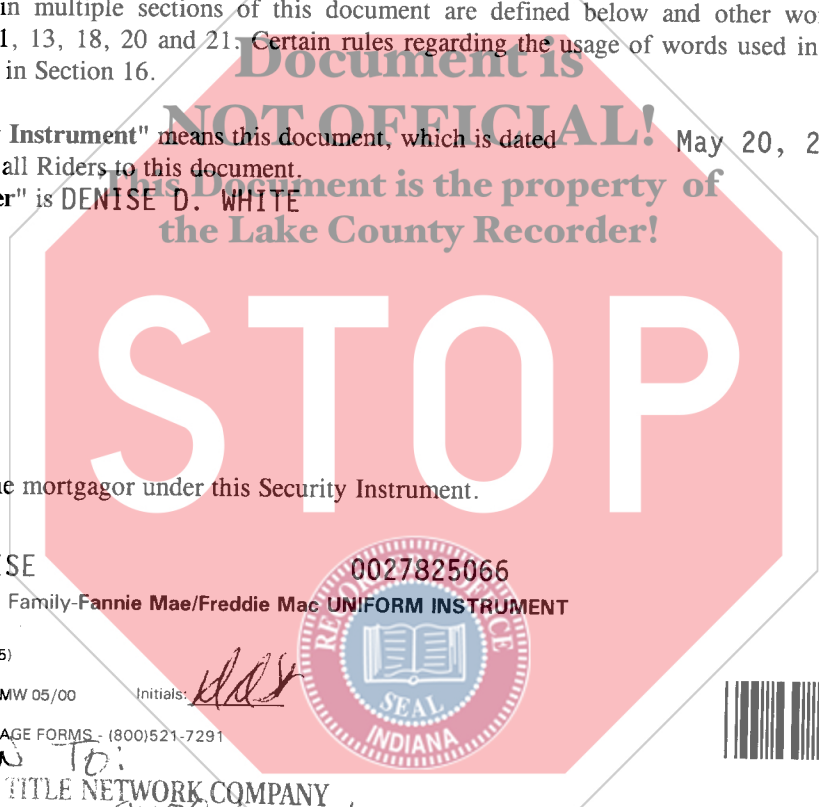 in multiple sections of this document are defined below and other wo
1, 13, 18, 20 and 21. Certain rules regarding the usage of words used in
in Section 16.
Document is
NOT OFFICIAL!
Instrument" means this document, which is dated May 20, 2
all Riders to this document.
This Document is the property of
er" is DENISE D. WHITE
the Lake County Recorder!
STOP
e mortgagor under this Security Instrument.
ISE 0027825066
Family-Fannie Mae/Freddie Mac UNIFORM INSTRUMENT
5)
MW 05/00 Initials: DDW
AGE FORMS - (800)521-7291
To:
TITLE NETWORK COMPANY
SEAL
INDIANA